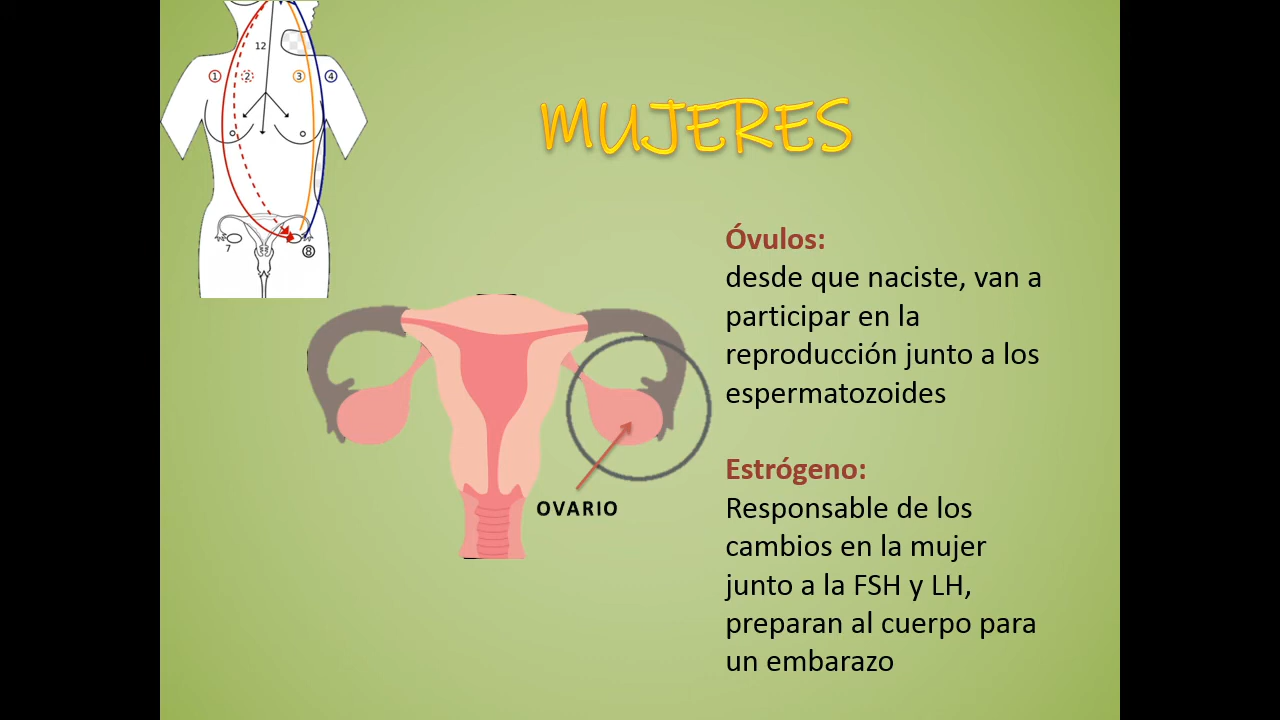 12
1
2
3
4
7
8
MUJERES
Óvulos:
desde que naciste, van a
participar en la
reproducción junto a los
espermatozoides
OVARIO
Estrógeno:
Responsable de los
cambios en la mujer
junto a la FSH y LH,
preparan al cuerpo para
un embarazo